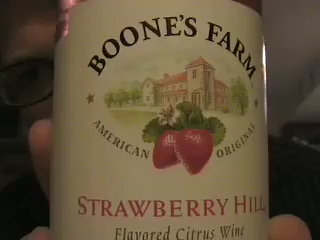 BOONE'S FARM
AMERICAN ORIGINAL
STRAWBERRY HILL
Flavored Citrus Wine